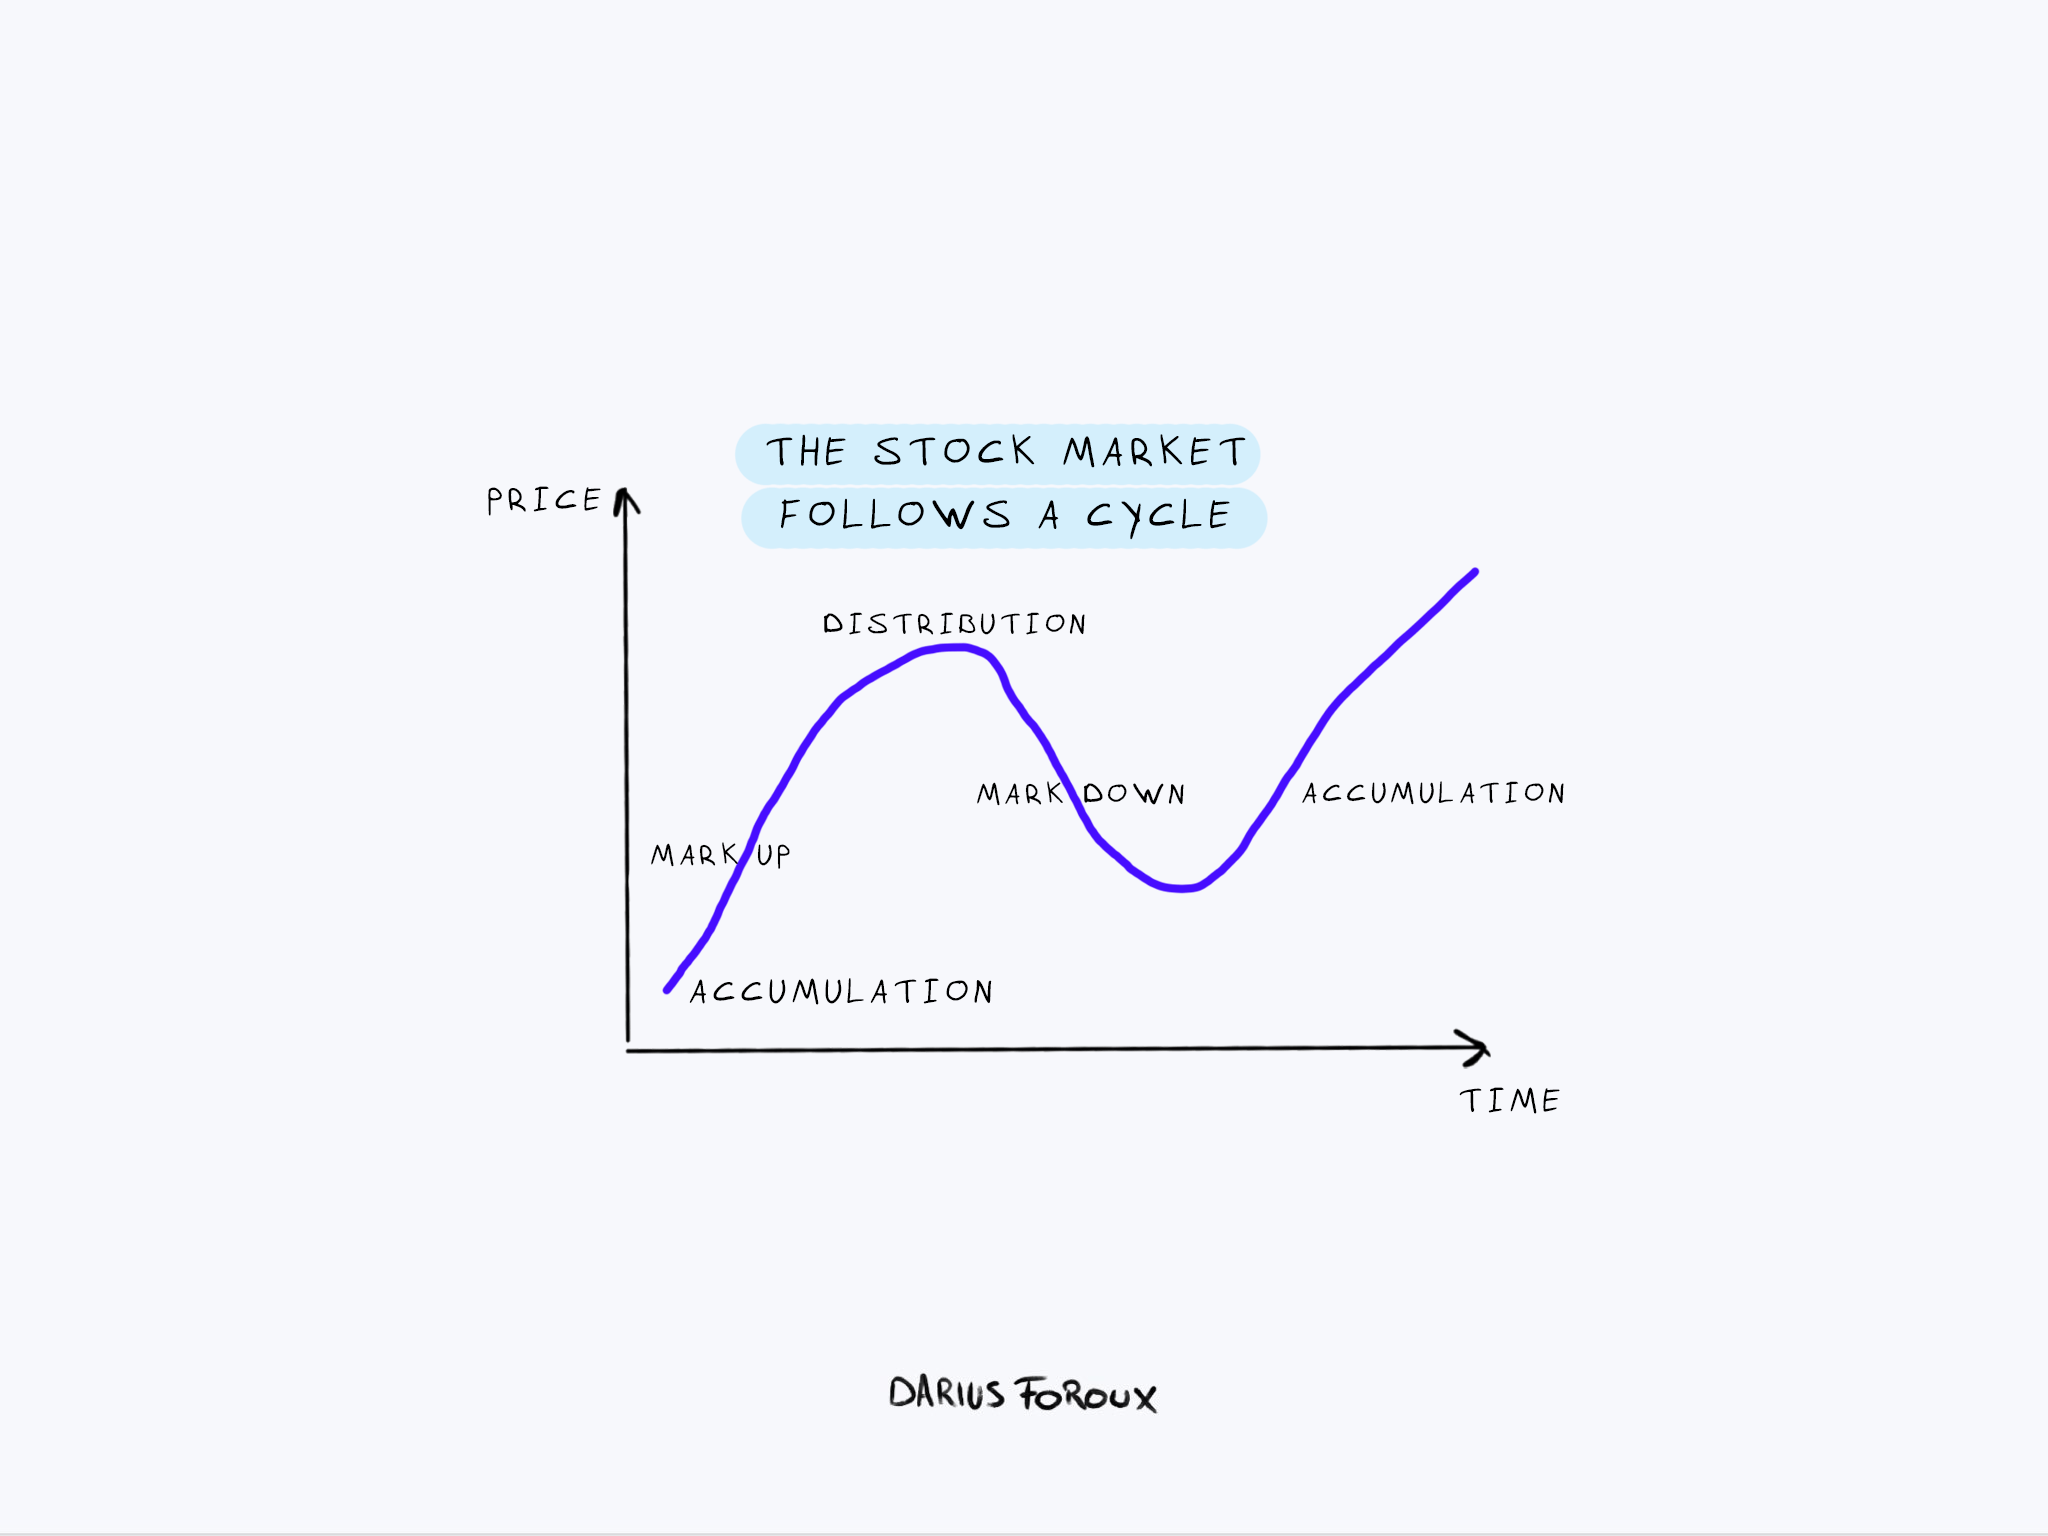 THE STOCK MARKET
FOLLOWS A CYCLE
PRICE
DISTRIBUTION
MARK DOWN
ACCUMULATION
MARK UP
ACCUMULATION
TIME
DARIUS FOROUX